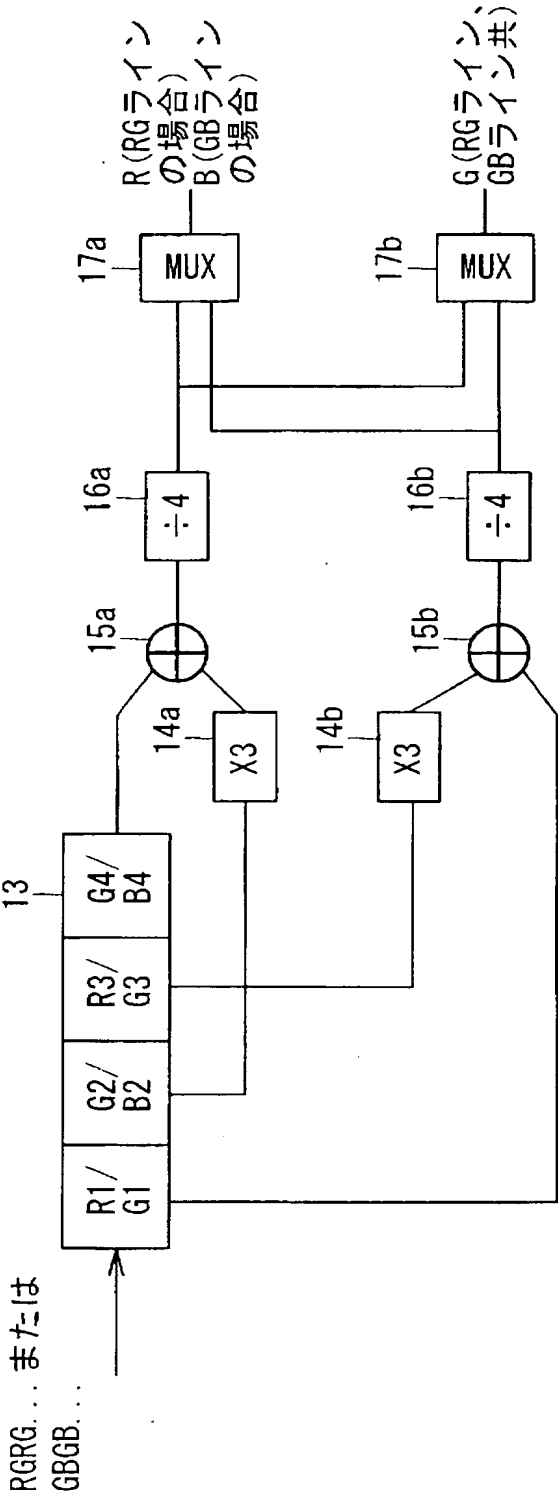 RGRG...または
GBGB...
13
R1/
G1
G2/
B2
R3/
G3
G4/
B4
14a
X3
14b
X3
15a
15b
16a
÷4
16b
÷4
17a
MUX
17b
MUX
R(RGライン
の場合)
B(GBライン
の場合)
G(RGライン、
GBライン共)